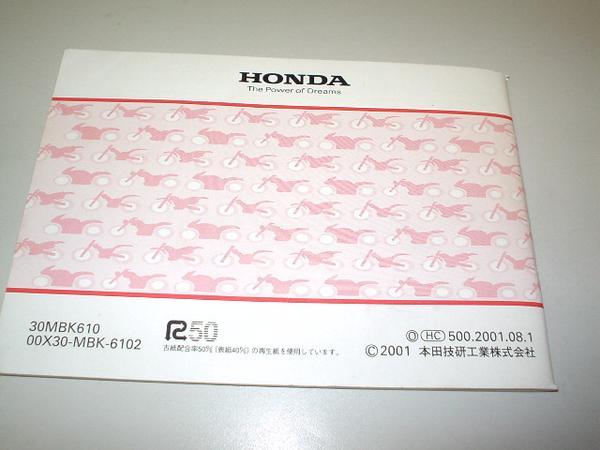 HONDA
The Power of Dreams
30MBK610
00X30-MBK-6102
R50
古紙配合率50%(表紙40%)の再生紙を使用しています。
Ⓞ HC 500.2001.08.1
Ⓒ2001 本田技研工業株式会社